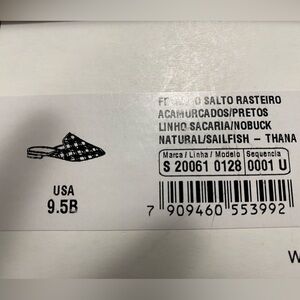 SALTO RASTEIRO
ACAMURCADOS/PRETOS
LINHO SACARIA/NOBUCK
NATURAL/SAILFISH - THANA
Marca / Linha / Modelo Sequencia
S 20061 0128 0001 U
USA
9.5B
7 909460 553992
W